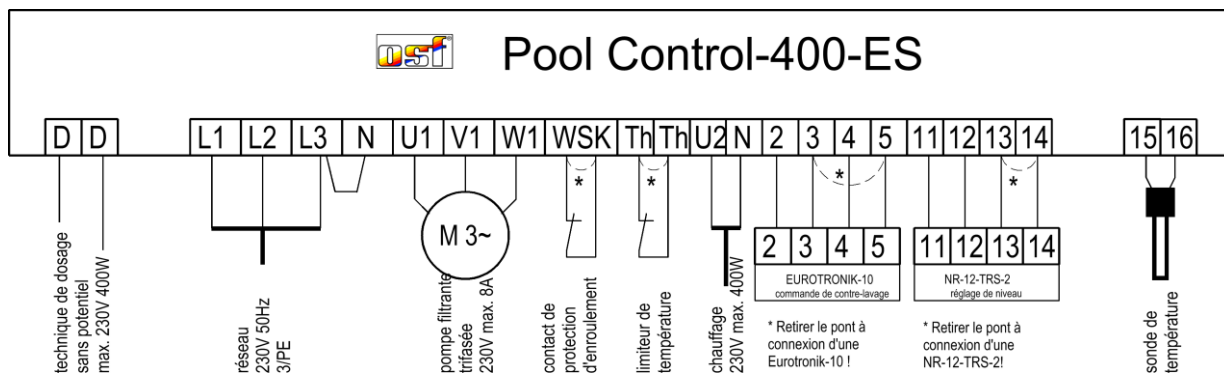 osf Pool Control-400-ES
D D L1 L2 L3 N U1 V1 W1 WSK Th Th U2 N 2 3 4 5 11 12 13 14 15 16
* * * *
M 3~
2 3 4 5
EUROTRONIK-10
commande de contre-lavage
11 12 13 14
NR-12-TRS-2
réglage de niveau
technique de dosage
sans potentiel
max. 230V 400W
réseau
230V 50Hz
3/PE
pompe filtrante
trifasée
230V max. 8A
contact de
protection
d'enroulement
limiteur de
température
chauffage
230V max. 400W
* Retirer le pont à
connexion d'une
Eurotronik-10 !
* Retirer le pont à
connexion d'une
NR-12-TRS-2!
sonde de
température